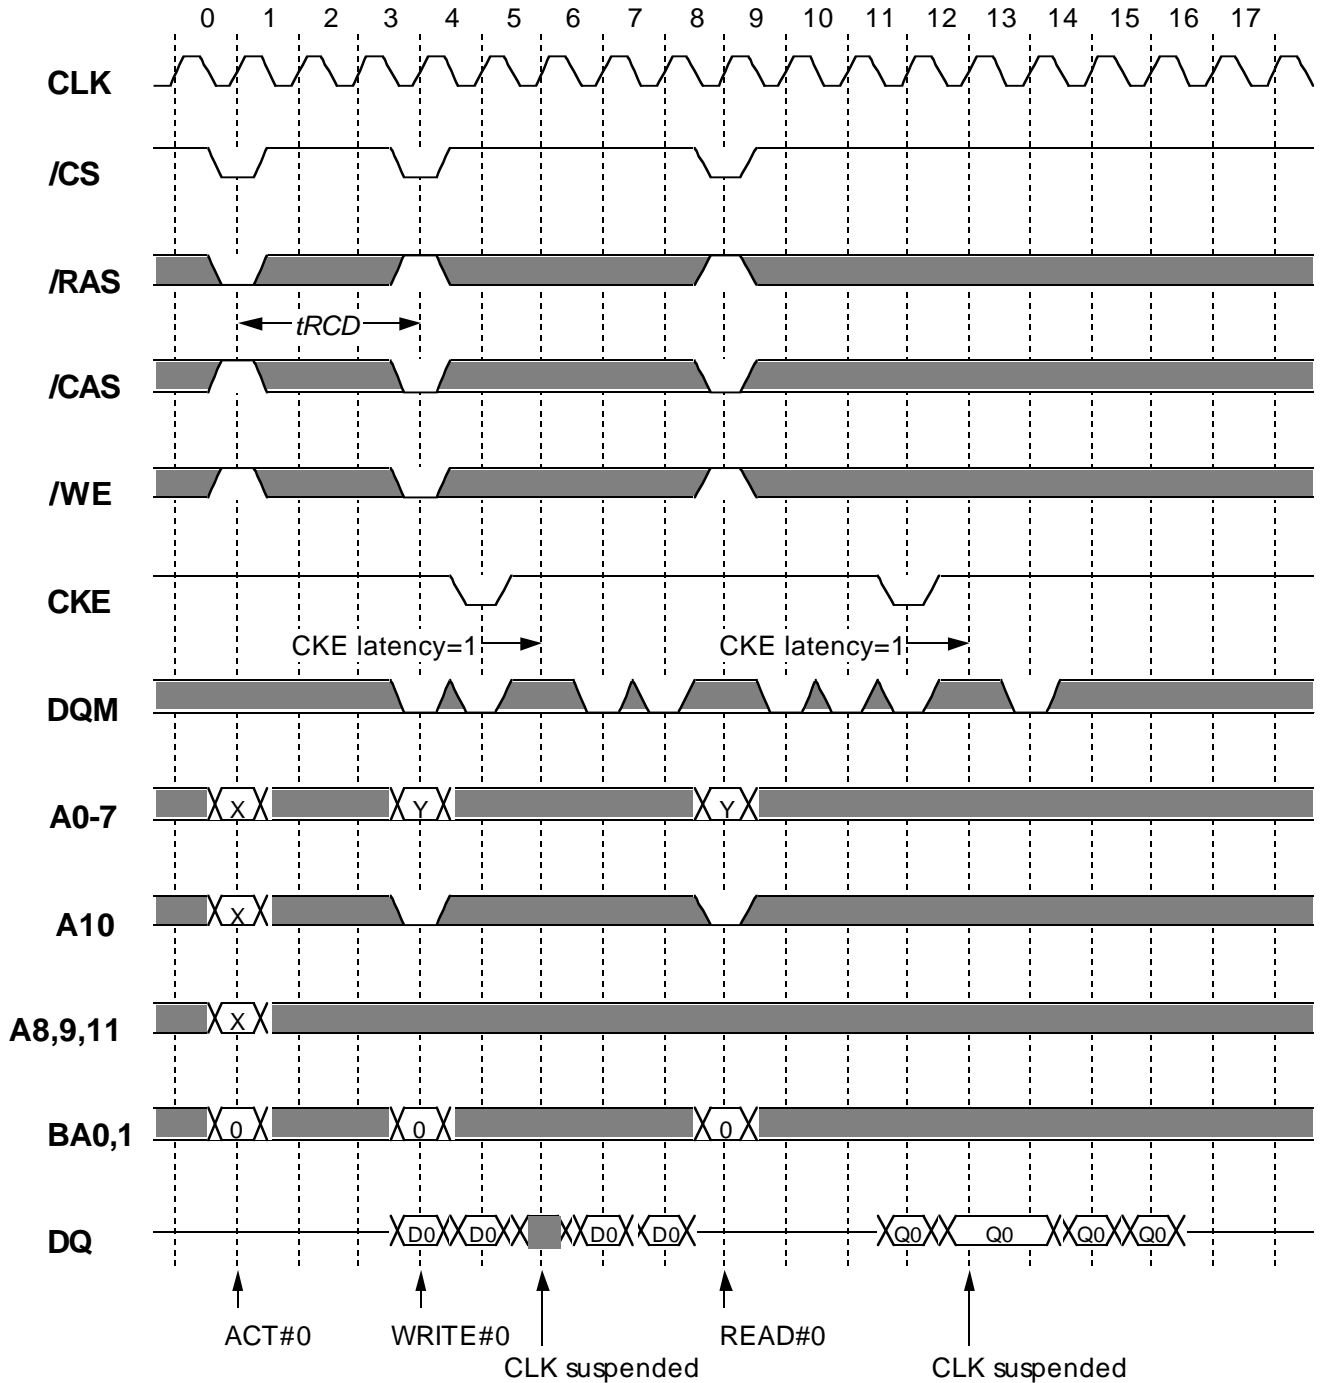 0 1 2 3 4 5 6 7 8 9 10 11 12 13 14 15 16 17
CLK
/CS
/RAS
tRCD
/CAS
/WE
CKE
CKE latency=1 CKE latency=1
DQM
A0-7 X Y Y
A10 X
A8,9,11 X
BA0,1 0 0 0
DQ D0 D0 D0 D0 Q0 Q0 Q0 Q0
ACT#0 WRITE#0 READ#0
CLK suspended CLK suspended